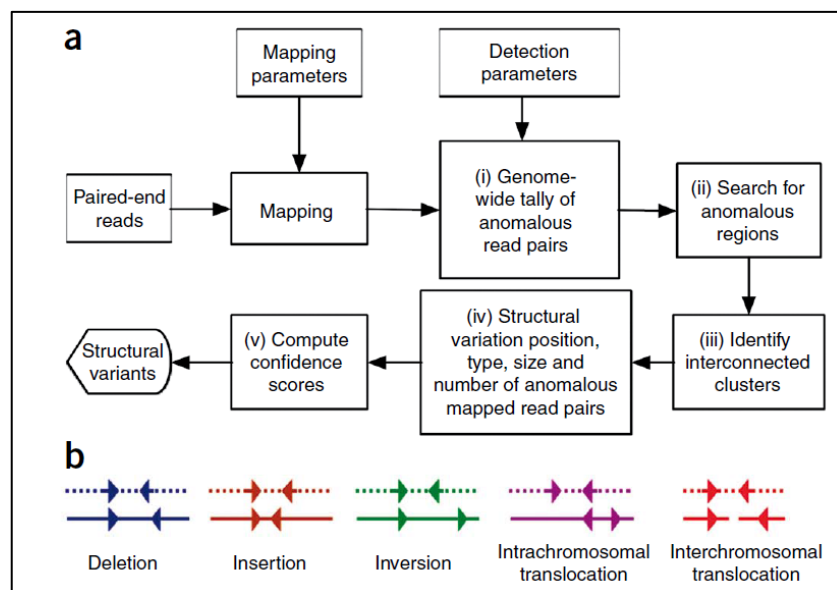 a
Mapping
parameters
Detection
parameters
Paired-end
reads
Mapping
(i) Genome-
wide tally of
anomalous
read pairs
(ii) Search for
anomalous
regions
Structural
variants
(v) Compute
confidence
scores
(iv) Structural
variation position,
type, size and
number of anomalous
mapped read pairs
(iii) Identify
interconnected
clusters
b
Deletion
Insertion
Inversion
Intrachromosomal
translocation
Interchromosomal
translocation